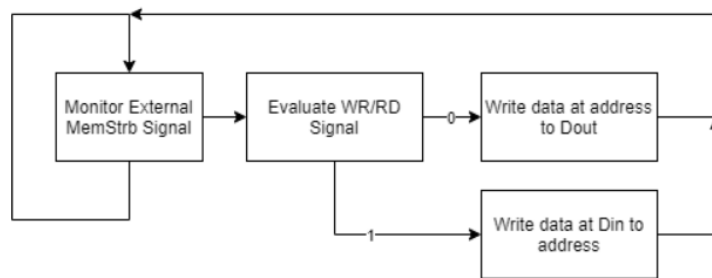 Monitor External
MemStrb Signal
Evaluate WR/RD
Signal
0
Write data at address
to Dout
1
Write data at Din to
address